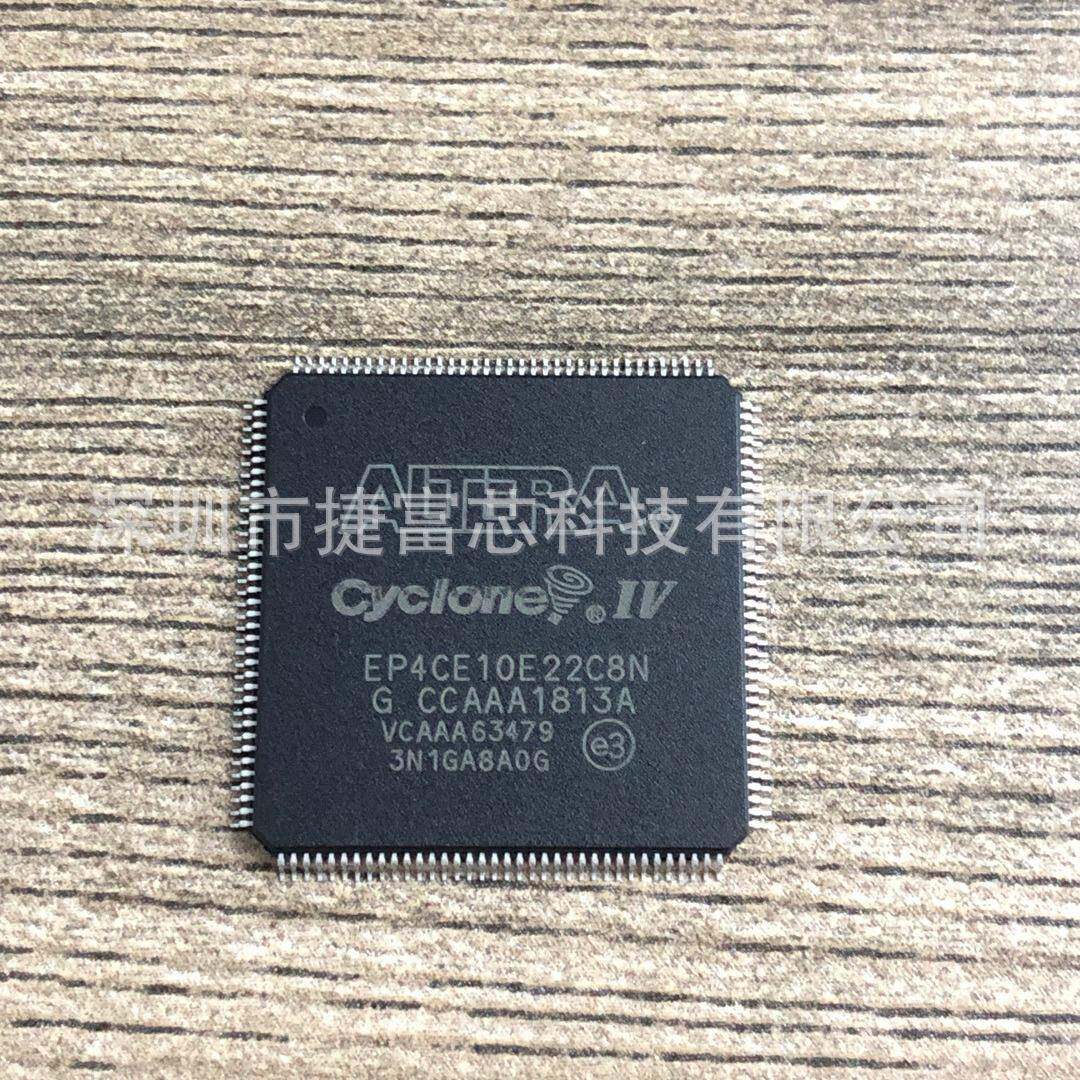 ALTERA
深圳市捷富芯科技有限公司
Cyclone® IV
EP4CE10E22C8N
G CCAAA1813A
VCAAA63479
3N1GA8A0G
e3